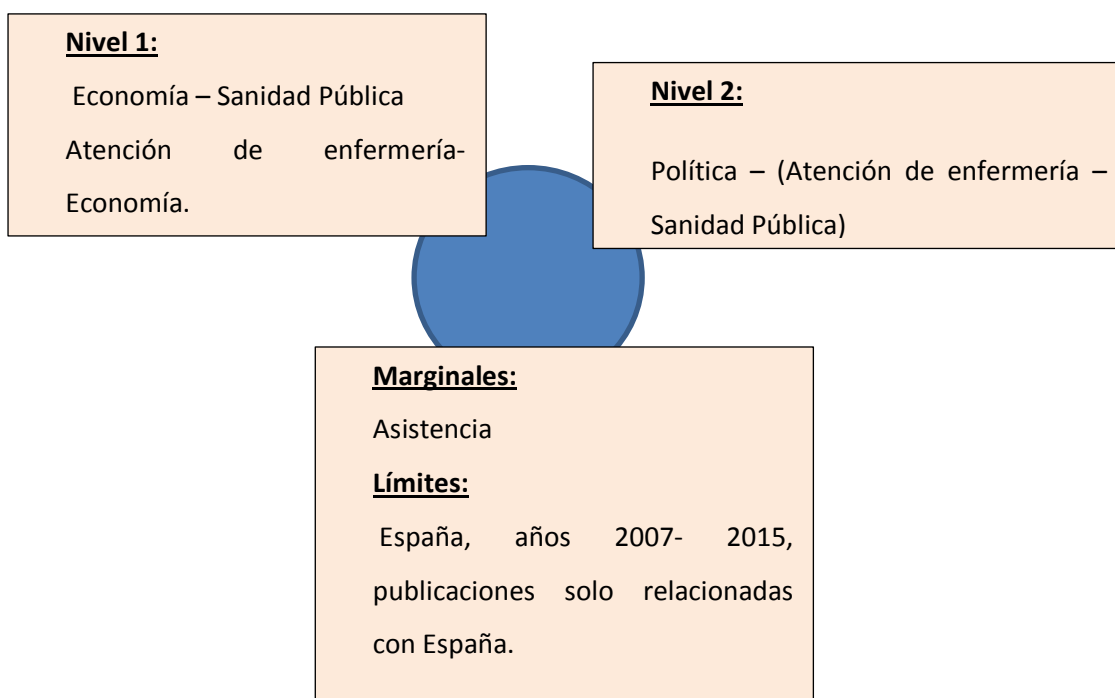 Nivel 1:
Economía – Sanidad Pública
Atención de enfermería-
Economía.
Nivel 2:
Política – (Atención de enfermería –
Sanidad Pública)
Marginales:
Asistencia
Límites:
España, años 2007- 2015,
publicaciones solo relacionadas
con España.